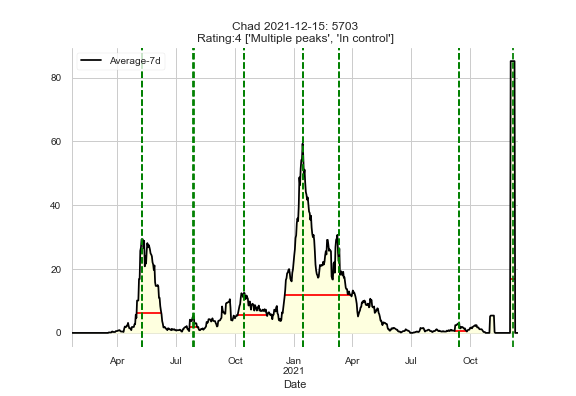 Chad 2021-12-15: 5703
Rating:4 ['Multiple peaks', 'In control']
Average-7d
80
60
40
20
0
Apr Jul Oct Jan Apr Jul Oct
2021
Date